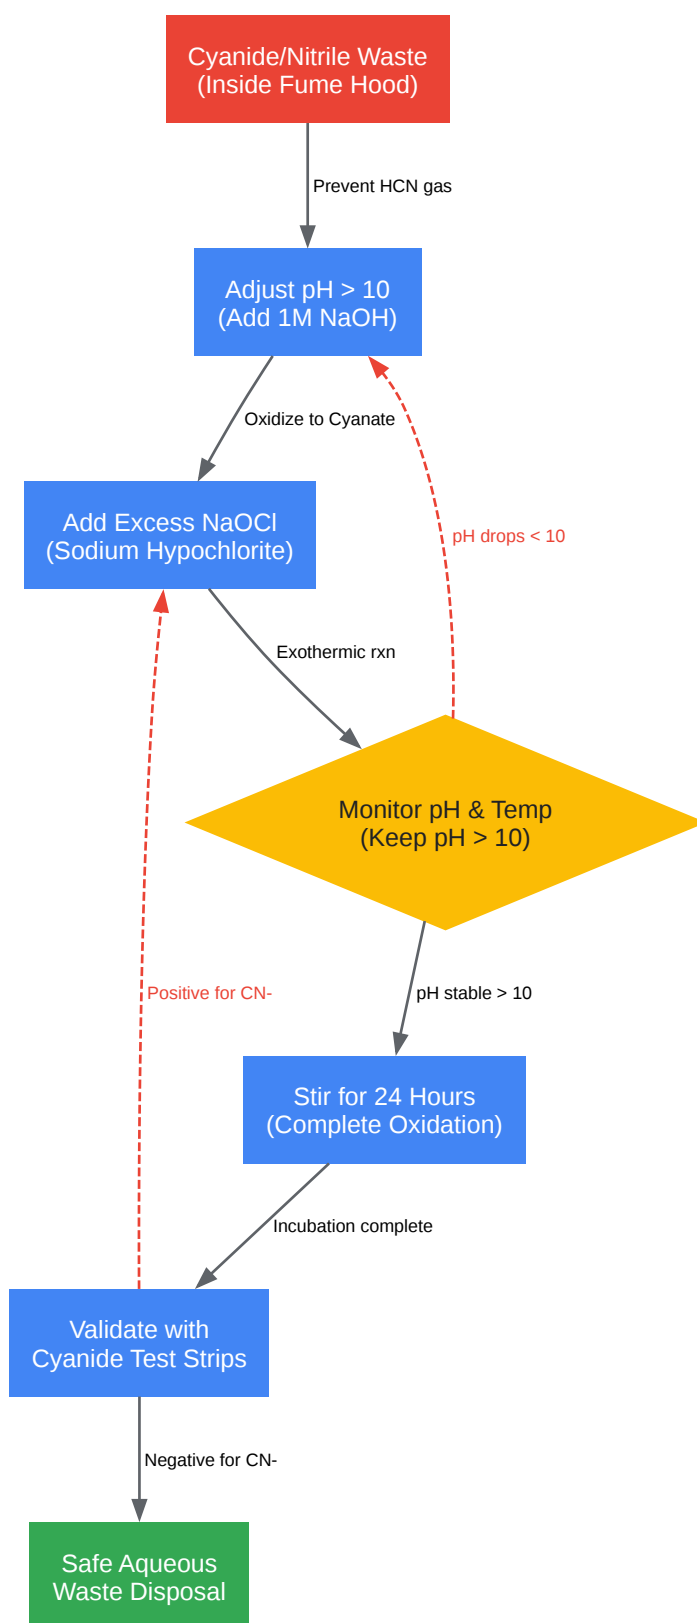 Cyanide/Nitrile Waste
(Inside Fume Hood)
Prevent HCN gas
Adjust pH > 10
(Add 1M NaOH)
Oxidize to Cyanate
Add Excess NaOCl
(Sodium Hypochlorite)
pH drops < 10
Exothermic rxn
Monitor pH & Temp
(Keep pH > 10)
Positive for CN-
pH stable > 10
Stir for 24 Hours
(Complete Oxidation)
Incubation complete
Validate with
Cyanide Test Strips
Negative for CN-
Safe Aqueous
Waste Disposal